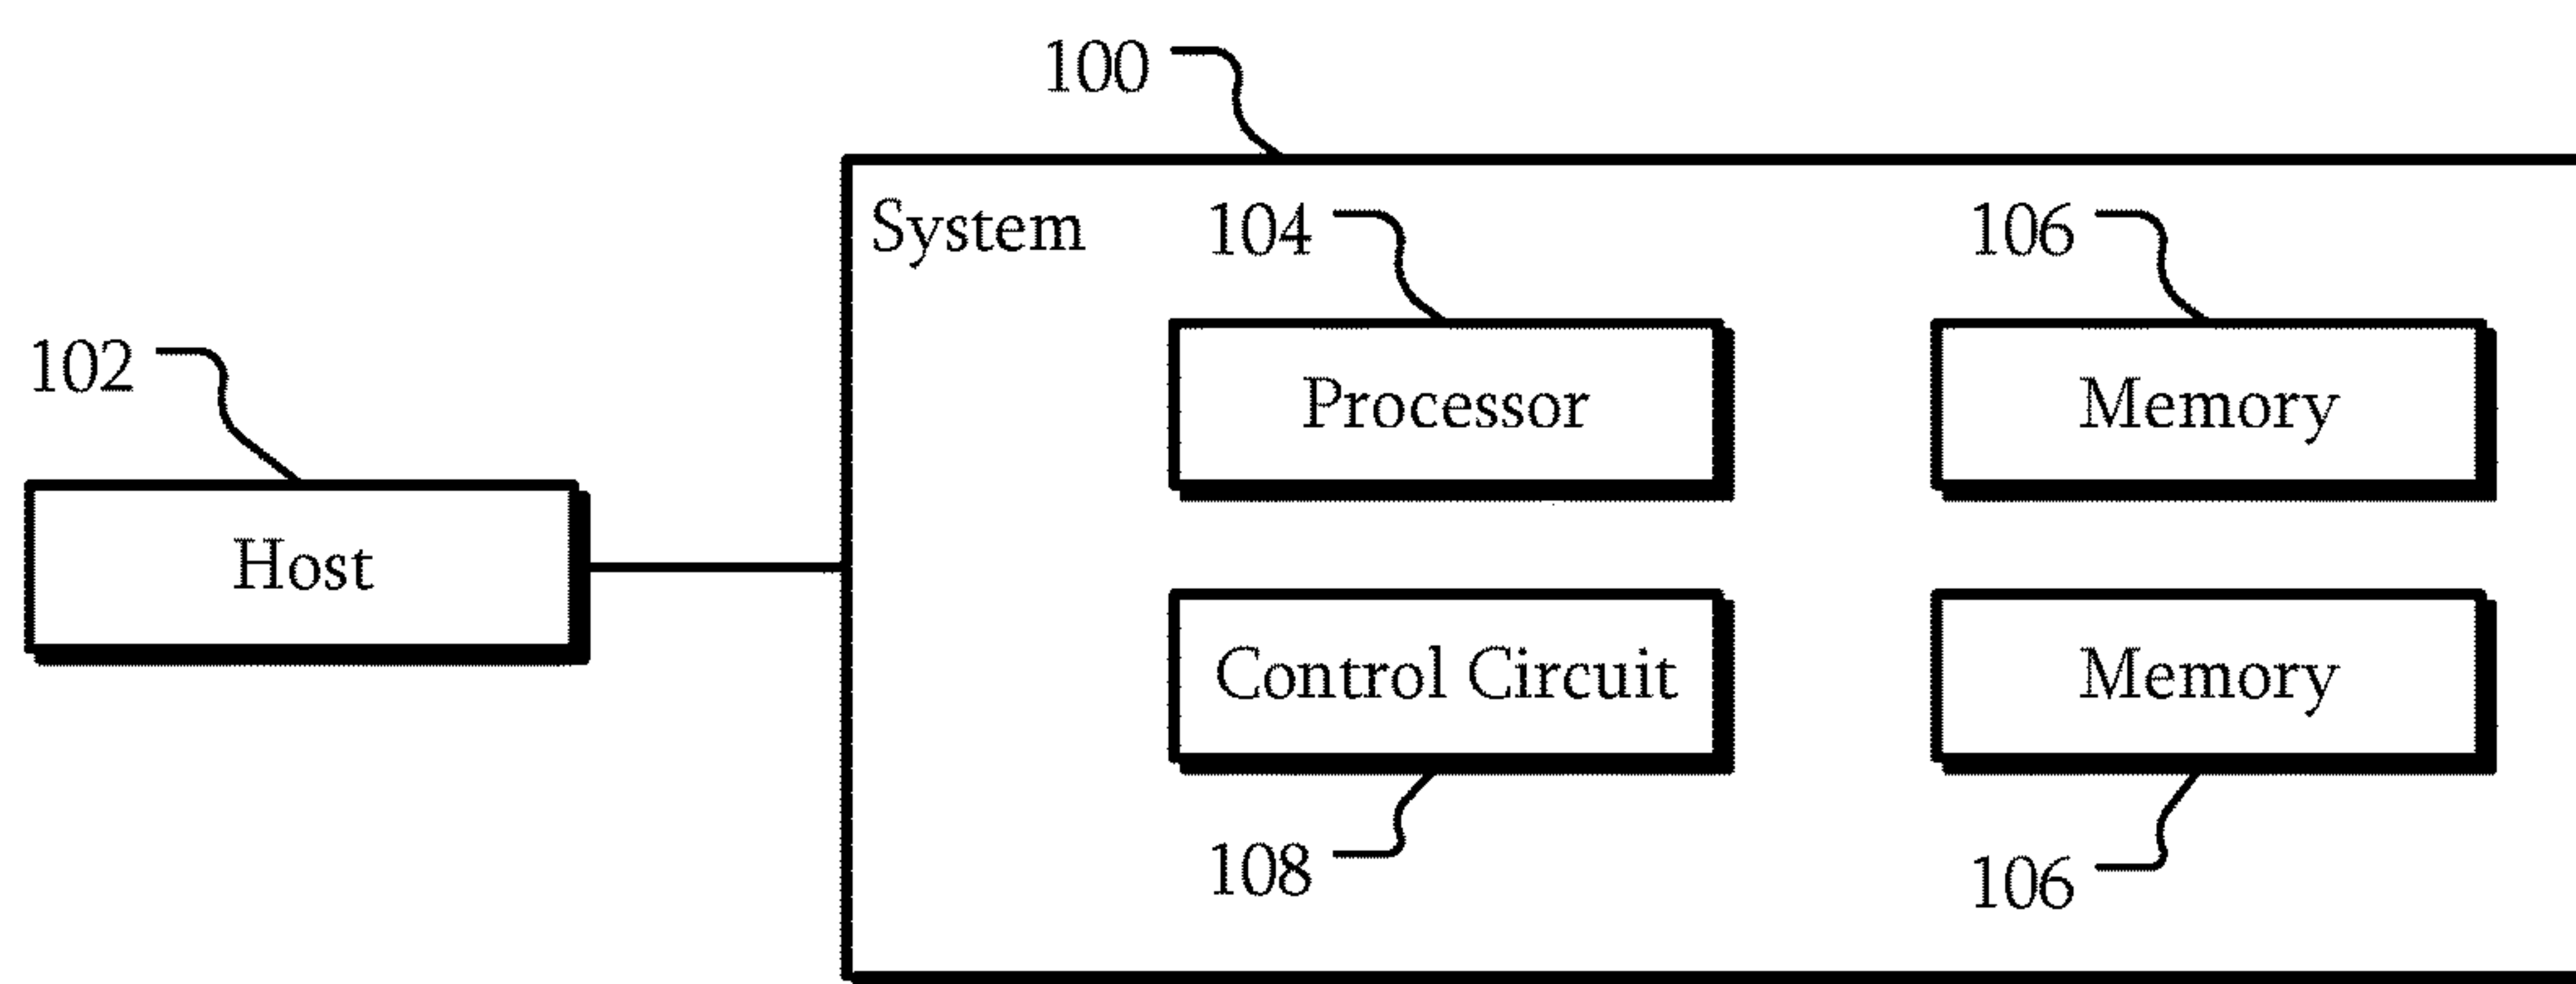 100
System
104
106
102
Processor
Memory
Host
Control Circuit
Memory
108
106